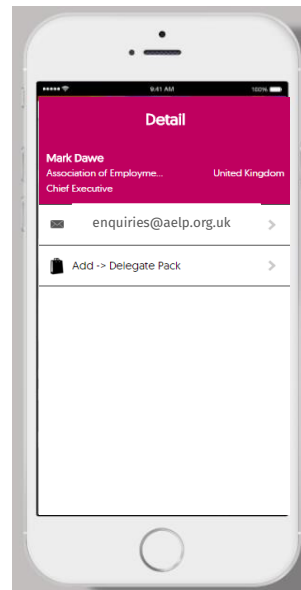 9:41 AM 100%
Detail
Mark Dawe
Association of Employme... United Kingdom
Chief Executive
enquiries@aelp.org.uk
Add -> Delegate Pack